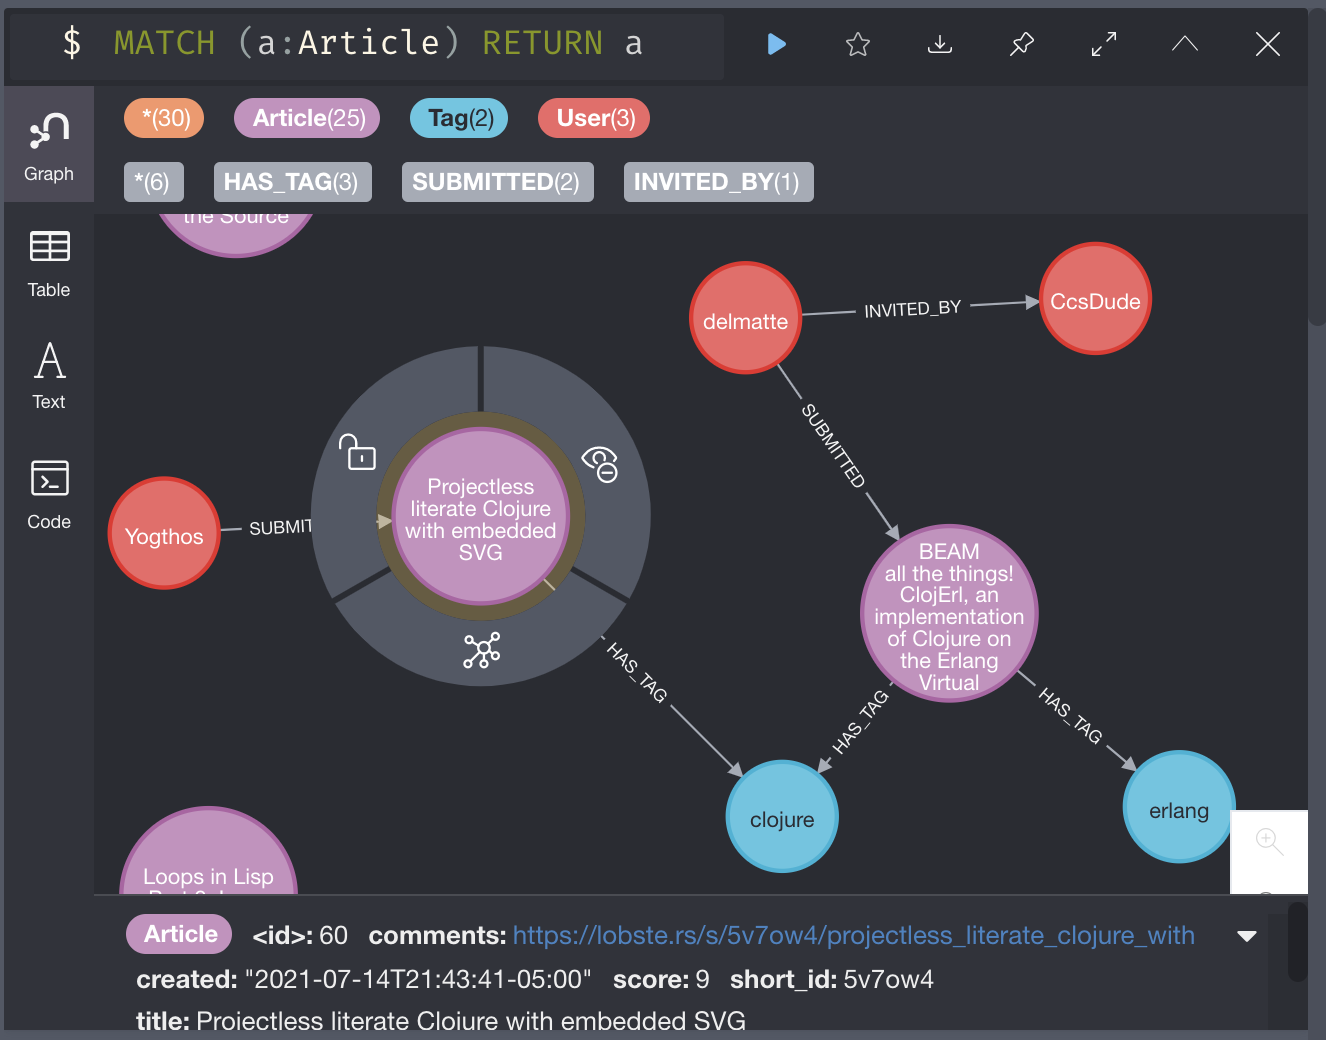 $ MATCH (a:Article) RETURN a
*(30) Article(25) Tag(2) User(3)
*(6) HAS_TAG(3) SUBMITTED(2) INVITED_BY(1)
Graph
Table
Text
Code
the Source
delmatte
INVITED_BY
CcsDude
SUBMITTED
Yogthos
SUBMIT
Projectless
literate Clojure
with embedded
SVG
BEAM
all the things!
ClojErl, an
implementation
of Clojure on
the Erlang
Virtual
HAS_TAG
HAS_TAG
HAS_TAG
clojure
erlang
Loops in Lisp
Article <id>: 60 comments: https://lobste.rs/s/5v7ow4/projectless_literate_clojure_with
created: "2021-07-14T21:43:41-05:00" score: 9 short_id: 5v7ow4
title: Projectless literate Clojure with embedded SVG